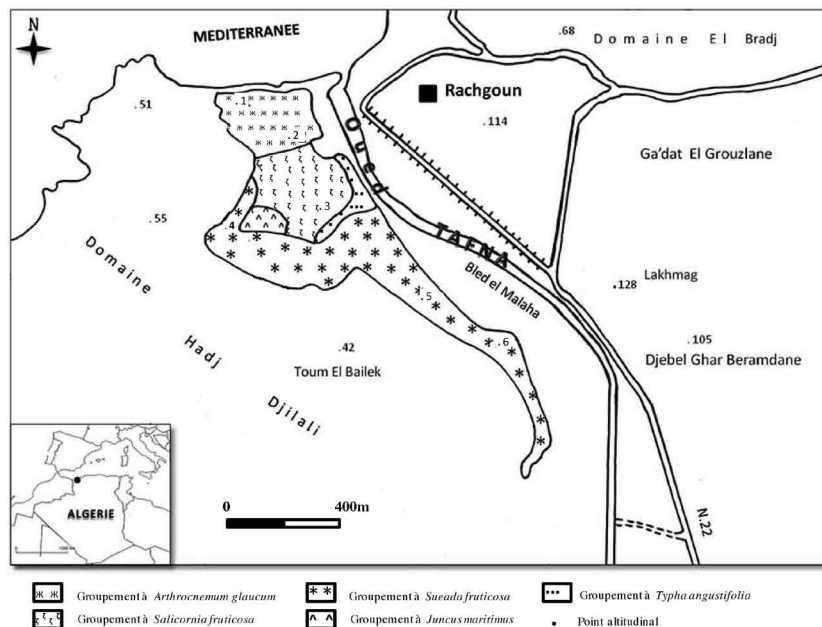 N
MEDITERRANEE
.68
Domaine El Bradj
.51
.1
Rachgoun
.2
.114
Oued
Ga'dat El Grouzlane
.3
.55
.4
TAFNA
Domaine
Bled el Malaha
.128
Lakhmag
.5
.6
.42
.105
Hadj
Toum El Bailek
Djebel Ghar Beramdane
Djilali
0
400m
ALGERIE
N.22
Groupement à Arthrocnemum glaucum
Groupement à Sueada fruticosa
Groupement à Typha angustifolia
Groupement à Salicornia fruticosa
Groupement à Juncus maritimus
Point altitudinal